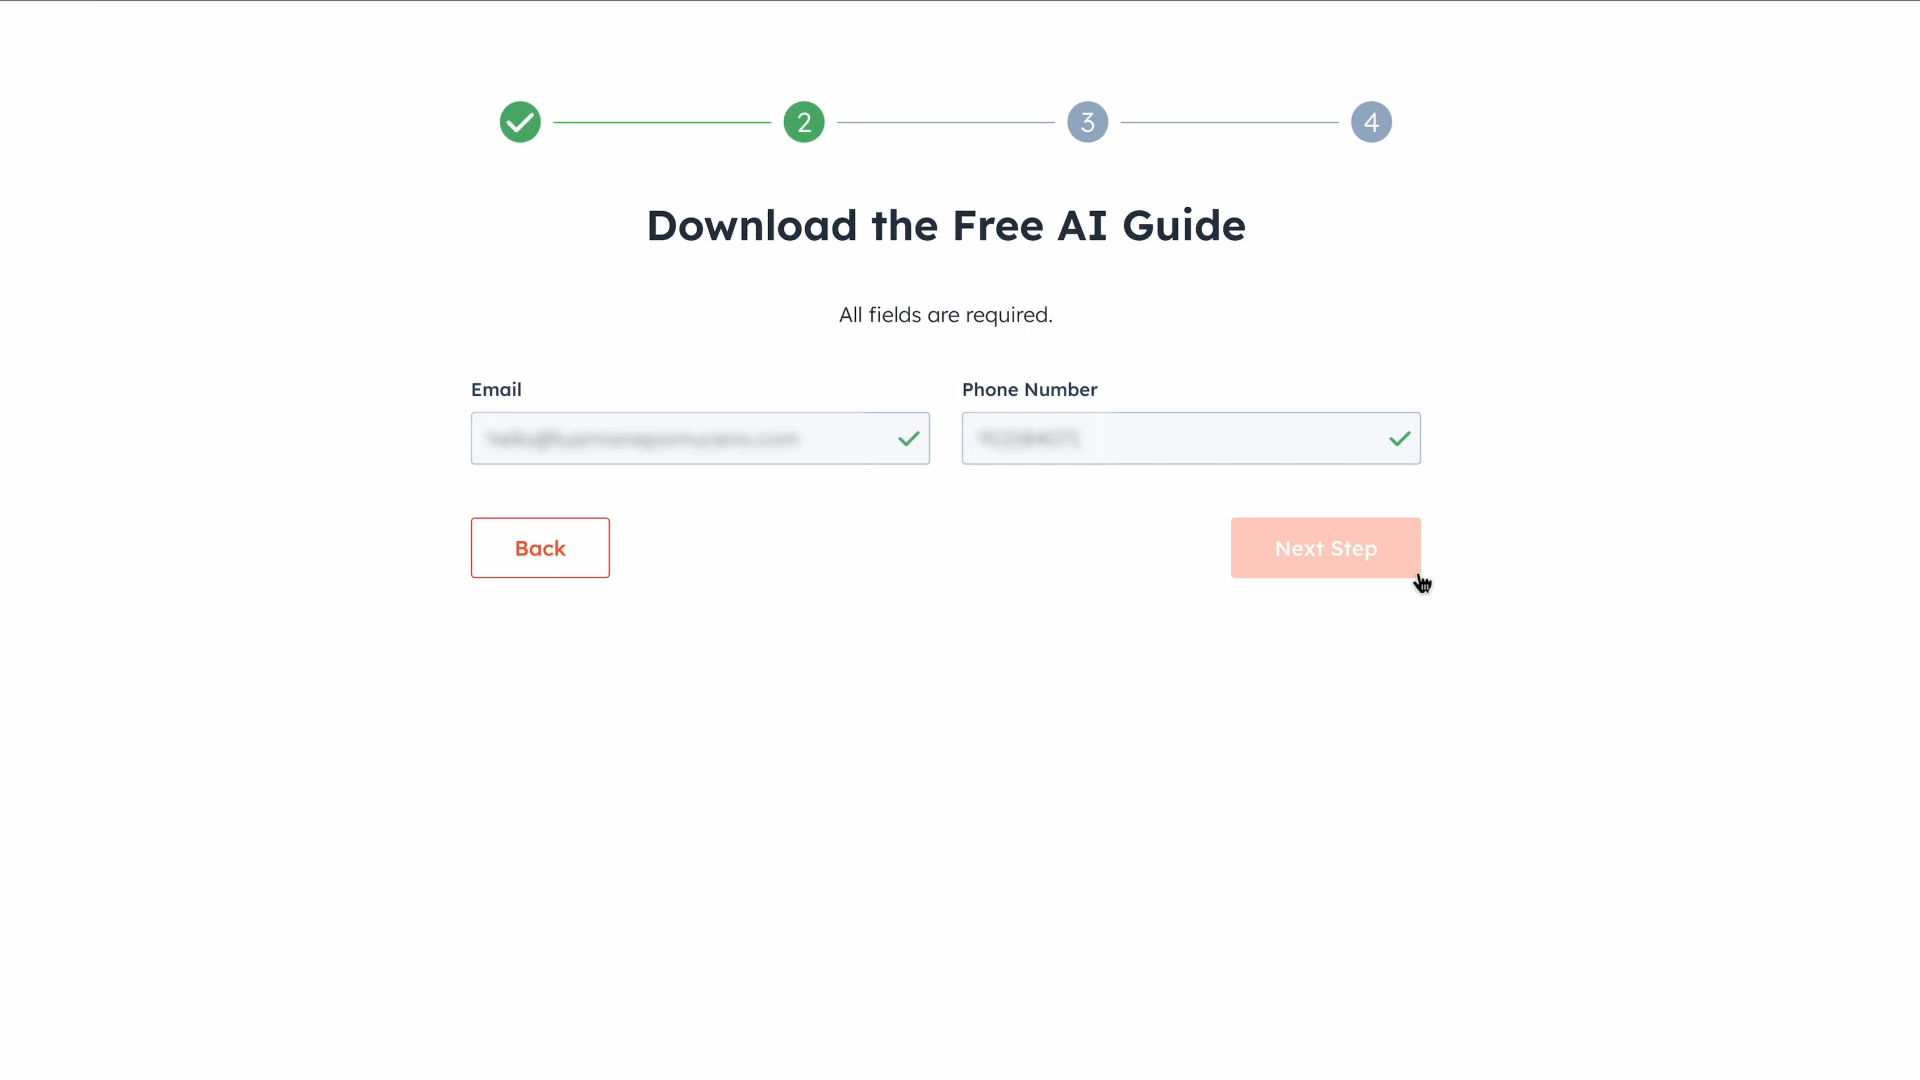 2
3
4
Download the Free AI Guide
All fields are required.
Email
Phone Number
Back
Next Step